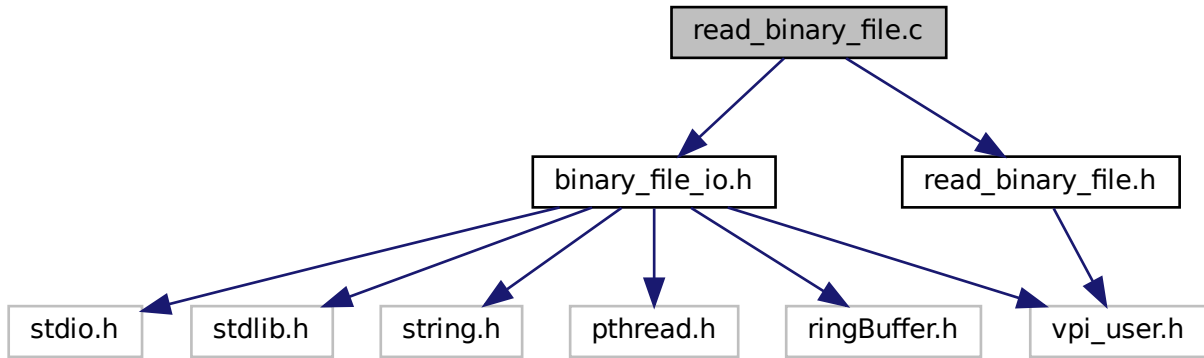 read_binary_file.c
binary_file_io.h
read_binary_file.h
stdio.h
stdlib.h
string.h
pthread.h
ringBuffer.h
vpi_user.h